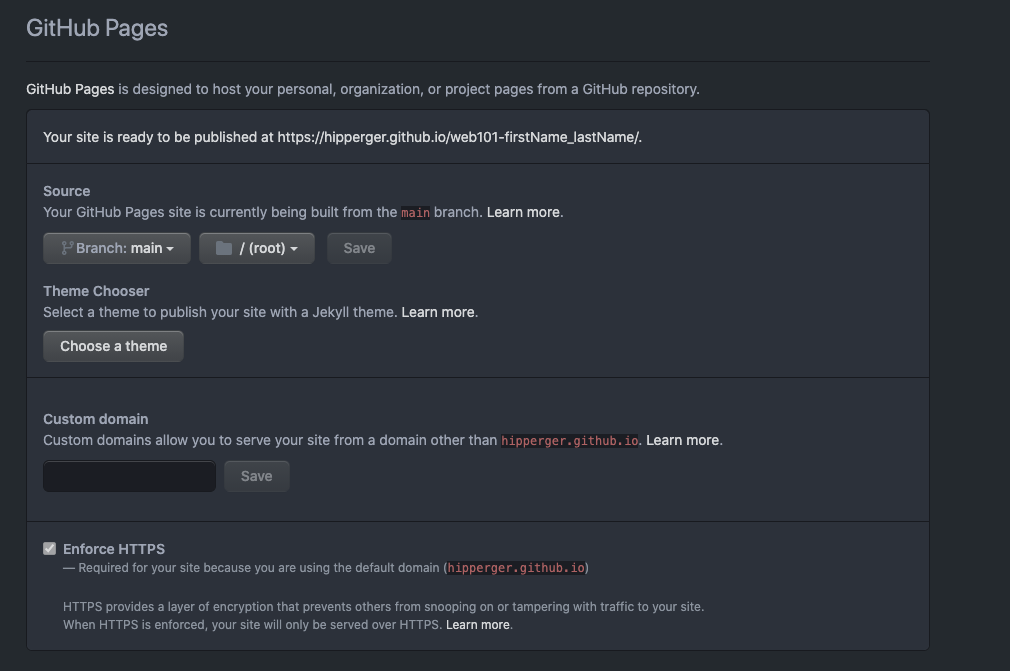 GitHub Pages
GitHub Pages is designed to host your personal, organization, or project pages from a GitHub repository.
Your site is ready to be published at https://hipperger.github.io/web101-firstName_lastName/.
Source
Your GitHub Pages site is currently being built from the main branch. Learn more.
Branch: main / (root) Save
Theme Chooser
Select a theme to publish your site with a Jekyll theme. Learn more.
Choose a theme
Custom domain
Custom domains allow you to serve your site from a domain other than hipperger.github.io. Learn more.
Save
Enforce HTTPS
— Required for your site because you are using the default domain (hipperger.github.io)
HTTPS provides a layer of encryption that prevents others from snooping on or tampering with traffic to your site.
When HTTPS is enforced, your site will only be served over HTTPS. Learn more.